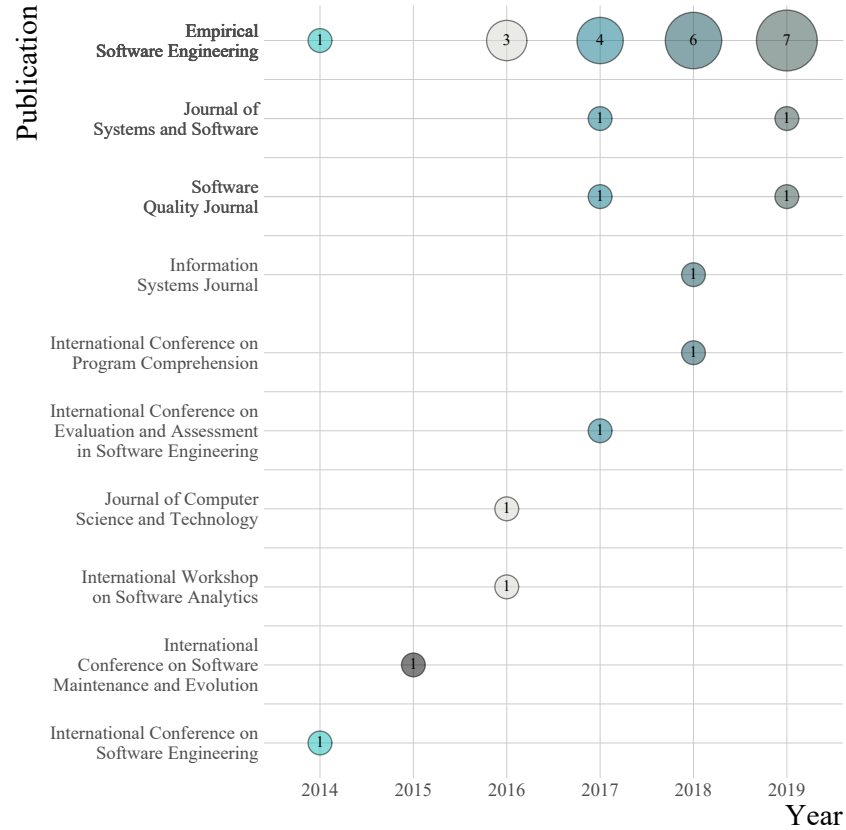 Publication
Empirical
Software Engineering
1
3
4
6
7
Journal of
Systems and Software
1
1
Software
Quality Journal
1
1
Information
Systems Journal
1
International Conference on
Program Comprehension
1
International Conference on
Evaluation and Assessment
in Software Engineering
1
Journal of Computer
Science and Technology
1
International Workshop
on Software Analytics
1
International
Conference on Software
Maintenance and Evolution
1
International Conference on
Software Engineering
1
2014
2015
2016
2017
2018
2019
Year